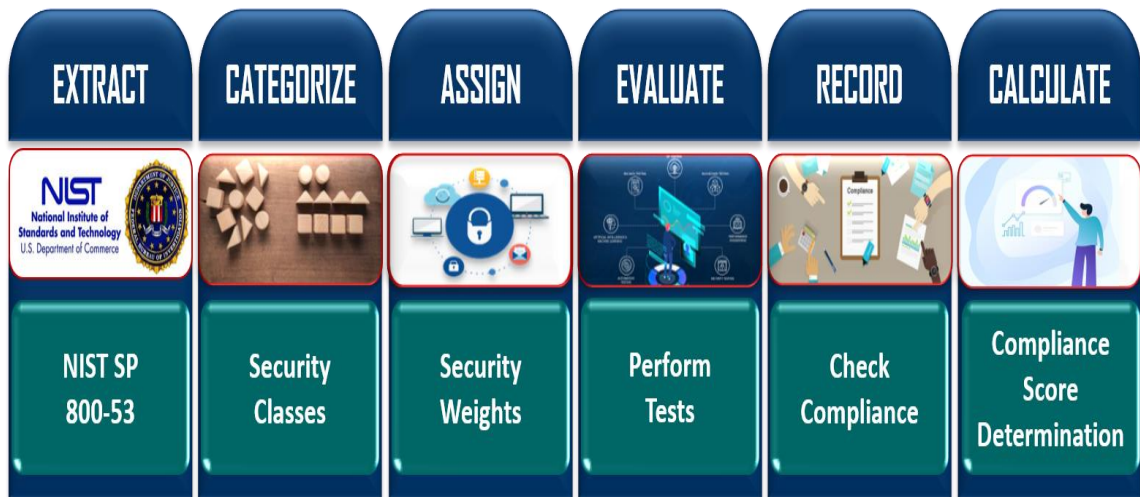 EXTRACT
CATEGORIZE
ASSIGN
EVALUATE
RECORD
CALCULATE
NIST
National Institute of
Standards and Technology
U.S. Department of Commerce
Compliance
NIST SP
800-53
Security
Classes
Security
Weights
Perform
Tests
Check
Compliance
Compliance
Score
Determination